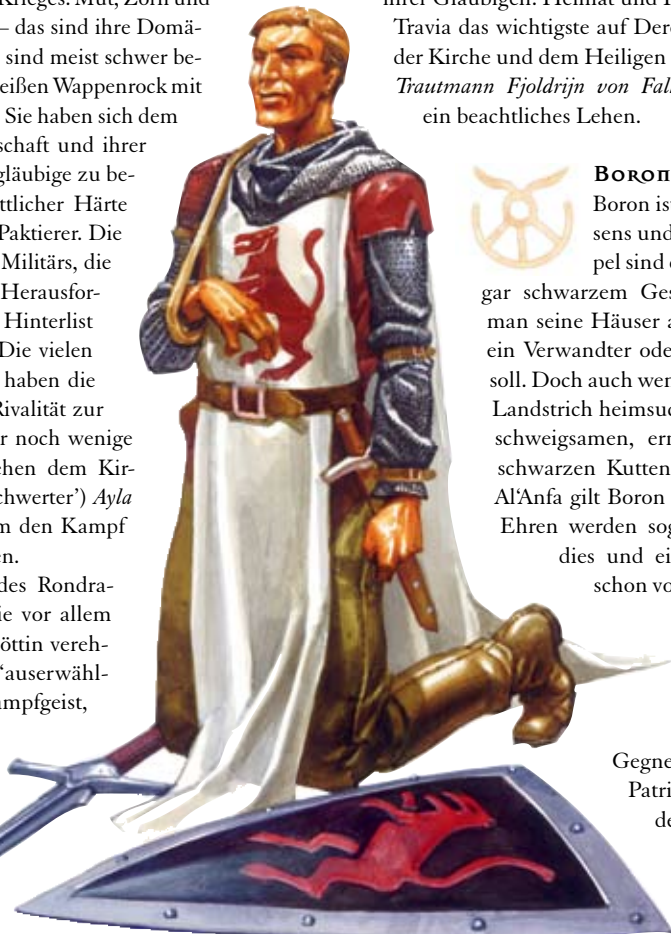 Krieges. Mut, Zorn und
– das sind ihre Domä-
sind meist schwer be-
eißen Wappenrock mit
Sie haben sich dem
schaft und ihrer
gläubige zu be-
ttlicher Härte
Paktierer. Die
Militärs, die
Herausfor-
Hinterlist
Die vielen
haben die
Rivalität zur
r noch wenige
ehen dem Kir-
chwerter’) Ayla
m den Kampf
en.
des Rondra-
ie vor allem
öttin vereh-
‘auserwähl-
mpfgeist,
ihrer Gläubigen. Heimat und
Travia das wichtigste auf Dere
der Kirche und dem Heiligen
Trautmann Fjoldrijn von Fal
ein beachtliches Lehen.
Boron
Boron is
sens und
pel sind
gar schwarzem Ges
man seine Häuser a
ein Verwandter ode
soll. Doch auch wen
Landstrich heimsuc
schweigsamen, ern
schwarzen Kutten
Al‘Anfa gilt Boron
Ehren werden sog
dies und ei
schon vo
Gegne
Patri
de